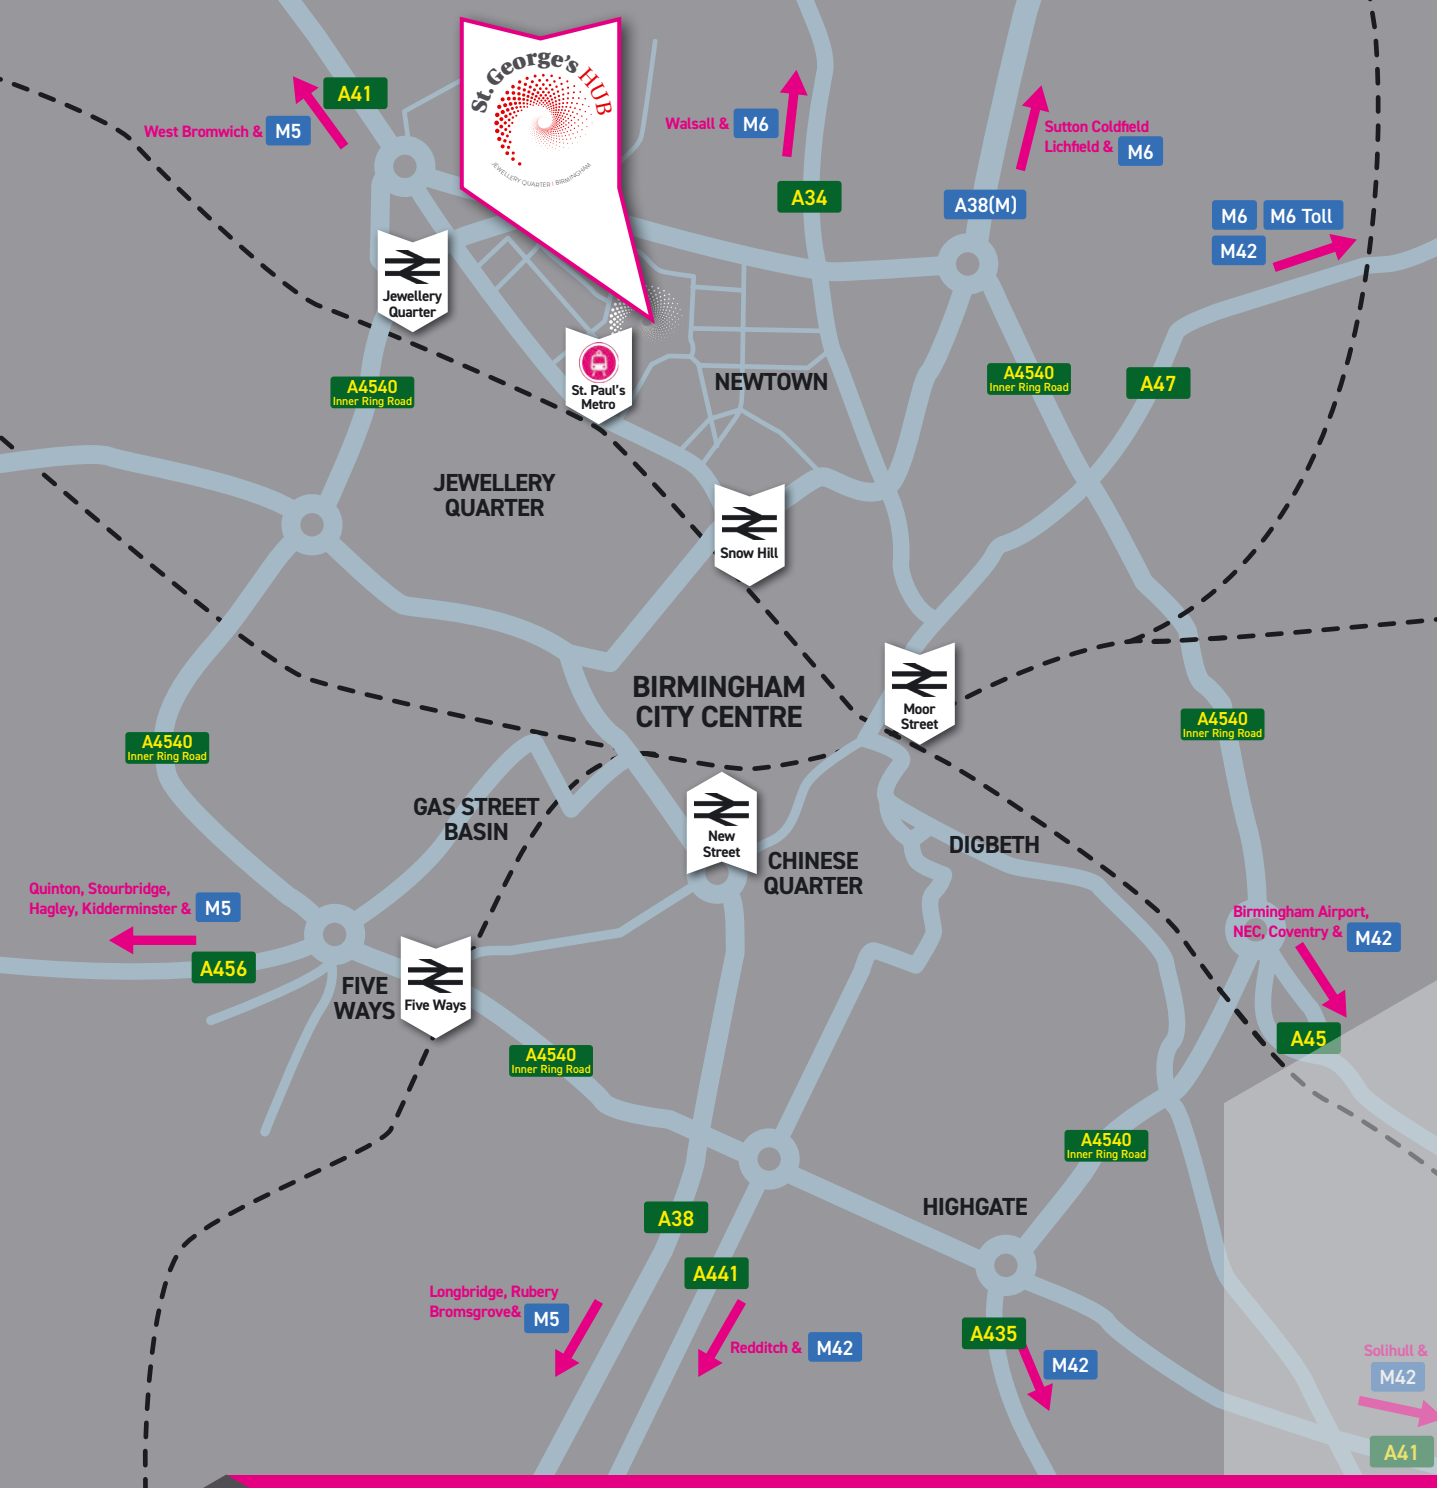 St. George's HUB
JEWELLERY QUARTER | BIRMINGHAM
A41
West Bromwich & M5
Walsall & M6
A34
Sutton Coldfield
Lichfield & M6
A38(M)
M6 M6 Toll
M42
Jewellery
Quarter
St. Paul's
Metro
NEWTOWN
A4540
Inner Ring Road
A4540
Inner Ring Road
A47
JEWELLERY
QUARTER
Snow Hill
BIRMINGHAM
CITY CENTRE
Moor
Street
A4540
Inner Ring Road
A4540
Inner Ring Road
GAS STREET
BASIN
New
Street
CHINESE
QUARTER
DIGBETH
Quinton, Stourbridge,
Hagley, Kidderminster & M5
A456
FIVE
WAYS
Five Ways
Birmingham Airport,
NEC, Coventry & M42
A45
A4540
Inner Ring Road
A4540
Inner Ring Road
HIGHGATE
A38
A441
Longbridge, Rubery
Bromsgrove& M5
Redditch & M42
A435
M42
Solihull &
M42
A41